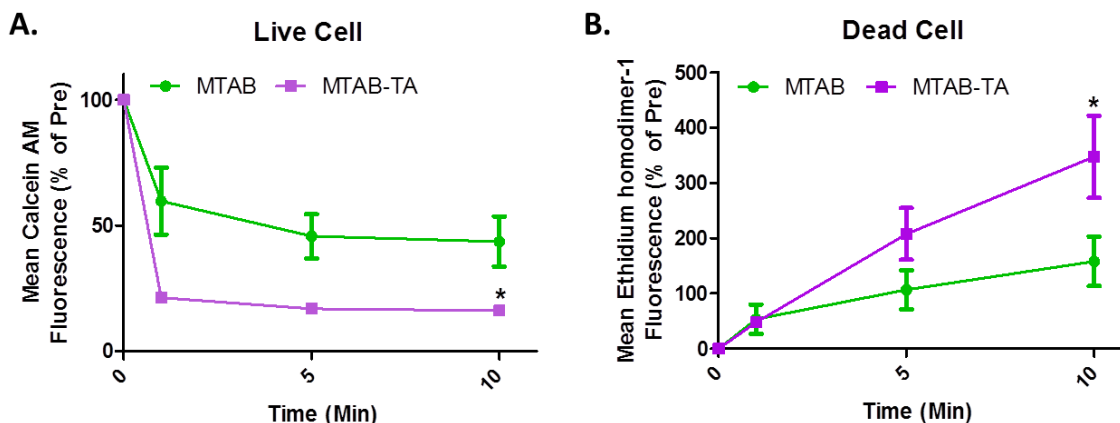 A.
Live Cell
MTAB MTAB-TA
Mean Calcein AM
Fluorescence (% of Pre)
100
50
0
*
0 5 10
Time (Min)
B.
Dead Cell
MTAB MTAB-TA
Mean Ethidium homodimer-1
Fluorescence (% of Pre)
500
400
300
200
100
0
*
0 5 10
Time (Min)